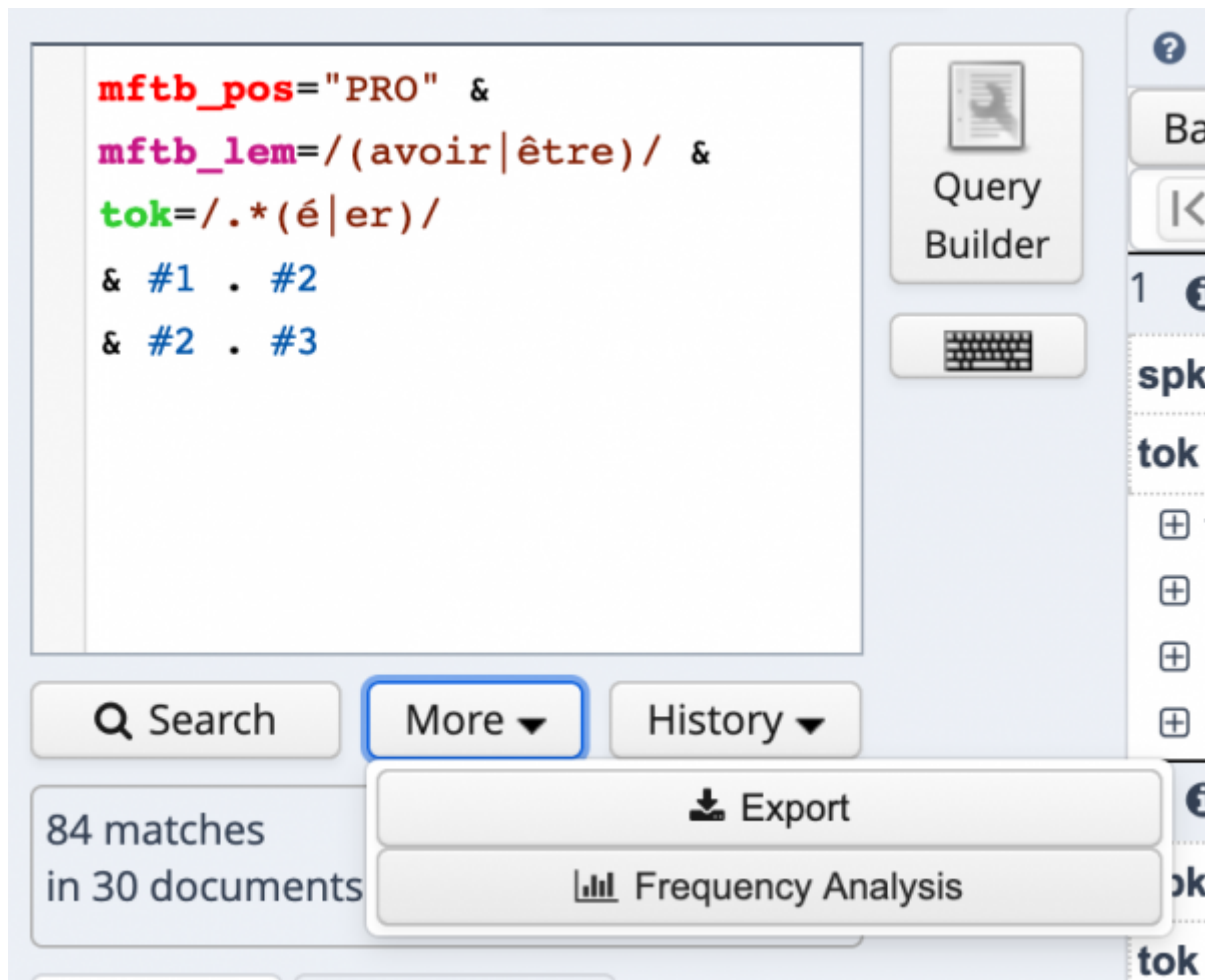 mftb_pos="PRO" &
mftb_lem=/(avoir|être)/ &
tok=/.*(é|er)/
& #1 . #2
& #2 . #3
Query
Builder
Search
More
History
Export
Frequency Analysis
84 matches
in 30 documents
Ba
1
spk
tok
pk
tok